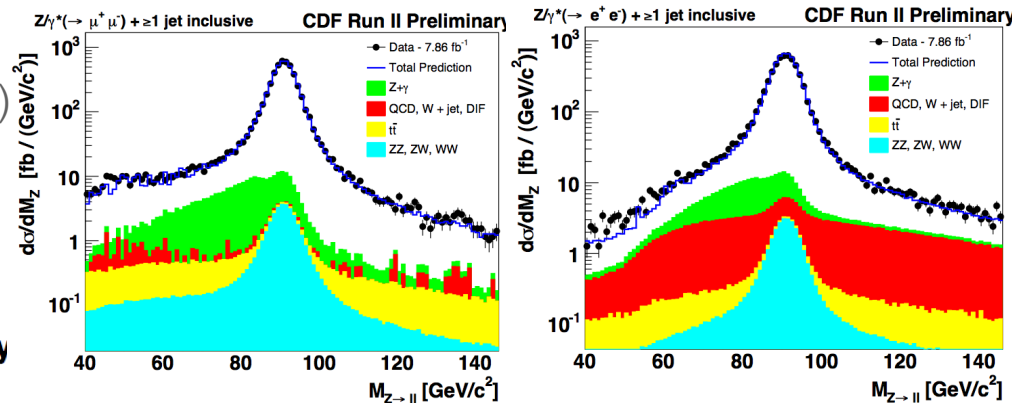 Z/γ*(→ μ⁺ μ⁻) + ≥1 jet inclusive
CDF Run II Preliminary
dσ/dM_Z [fb / (GeV/c²)]
10³
10²
10
1
10⁻¹
Data - 7.86 fb⁻¹
Total Prediction
Z+γ
QCD, W + jet, DIF
tt̄
ZZ, ZW, WW
40 60 80 100 120 140
M_Z→ll [GeV/c²]
Z/γ*(→ e⁺ e⁻) + ≥1 jet inclusive
CDF Run II Preliminary
dσ/dM_Z [fb / (GeV/c²)]
10³
10²
10
1
10⁻¹
Data - 7.86 fb⁻¹
Total Prediction
Z+γ
QCD, W + jet, DIF
tt̄
ZZ, ZW, WW
40 60 80 100 120 140
M_Z→ll [GeV/c²]